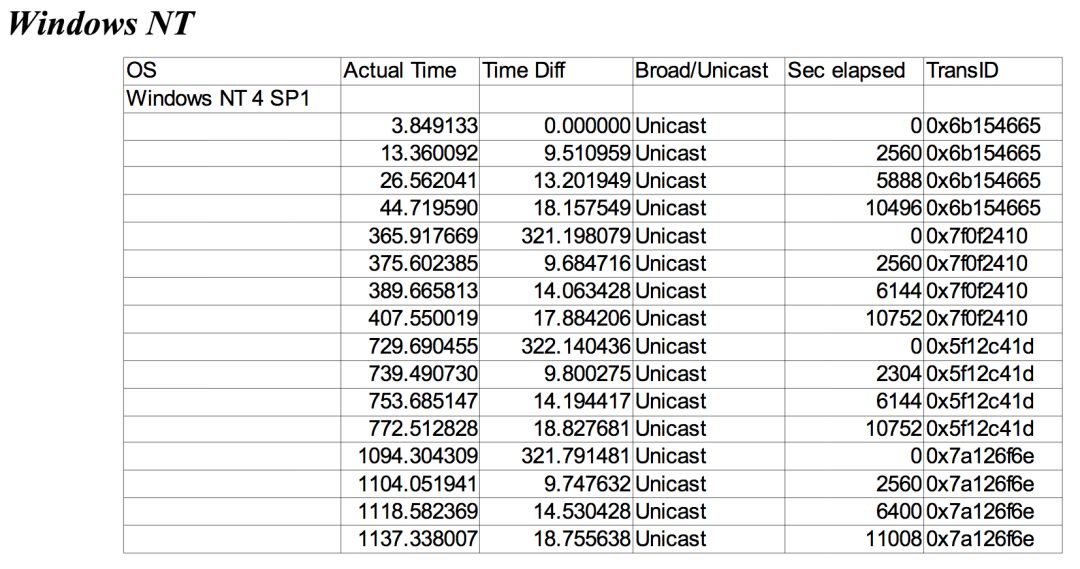 Windows NT
OS Actual Time Time Diff Broad/Unicast Sec elapsed TransID
Windows NT 4 SP1
3.849133 0.000000 Unicast 0 0x6b154665
13.360092 9.510959 Unicast 2560 0x6b154665
26.562041 13.201949 Unicast 5888 0x6b154665
44.719590 18.157549 Unicast 10496 0x6b154665
365.917669 321.198079 Unicast 0 0x7f0f2410
375.602385 9.684716 Unicast 2560 0x7f0f2410
389.665813 14.063428 Unicast 6144 0x7f0f2410
407.550019 17.884206 Unicast 10752 0x7f0f2410
729.690455 322.140436 Unicast 0 0x5f12c41d
739.490730 9.800275 Unicast 2304 0x5f12c41d
753.685147 14.194417 Unicast 6144 0x5f12c41d
772.512828 18.827681 Unicast 10752 0x5f12c41d
1094.304309 321.791481 Unicast 0 0x7a126f6e
1104.051941 9.747632 Unicast 2560 0x7a126f6e
1118.582369 14.530428 Unicast 6400 0x7a126f6e
1137.338007 18.755638 Unicast 11008 0x7a126f6e